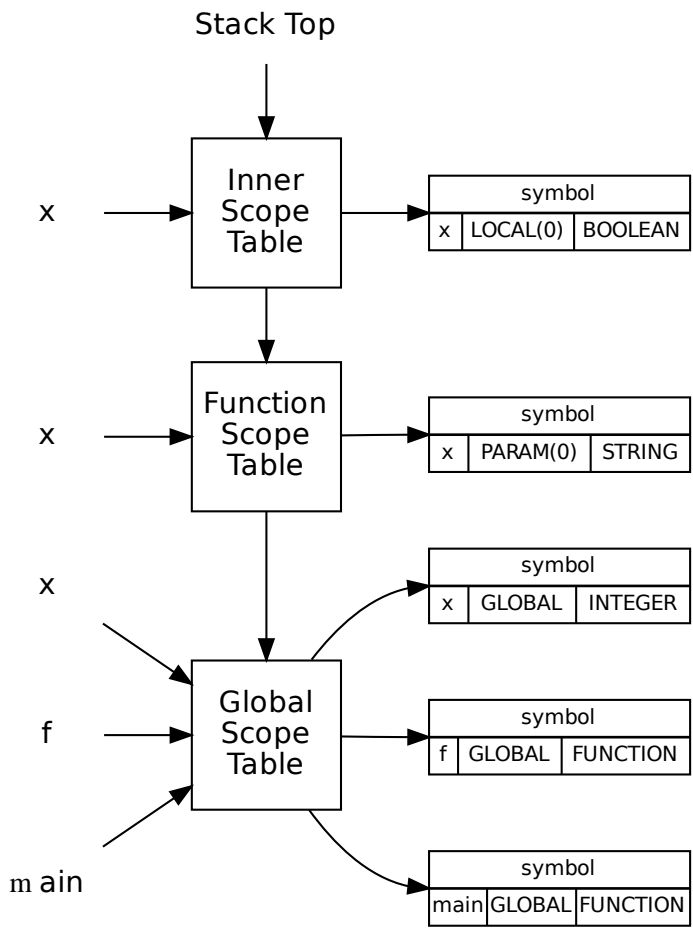 Stack Top
Inner
Scope
Table
x
symbol
x LOCAL(0) BOOLEAN
Function
Scope
Table
x
symbol
x PARAM(0) STRING
x
symbol
x GLOBAL INTEGER
Global
Scope
Table
f
symbol
f GLOBAL FUNCTION
m ain
symbol
main GLOBAL FUNCTION